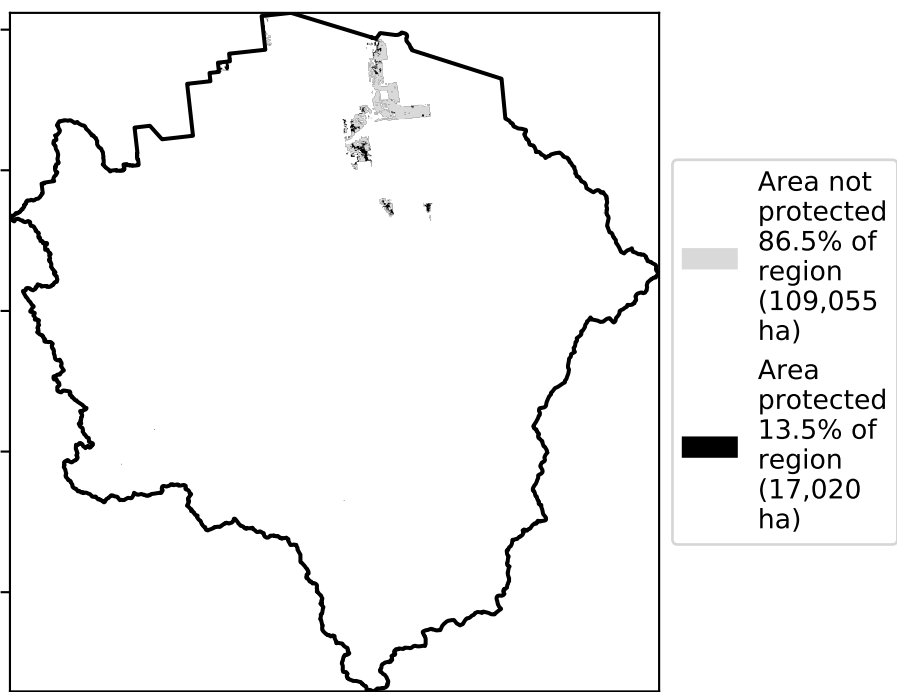 Area not
protected
86.5% of
region
(109,055
ha)
Area
protected
13.5% of
region
(17,020
ha)